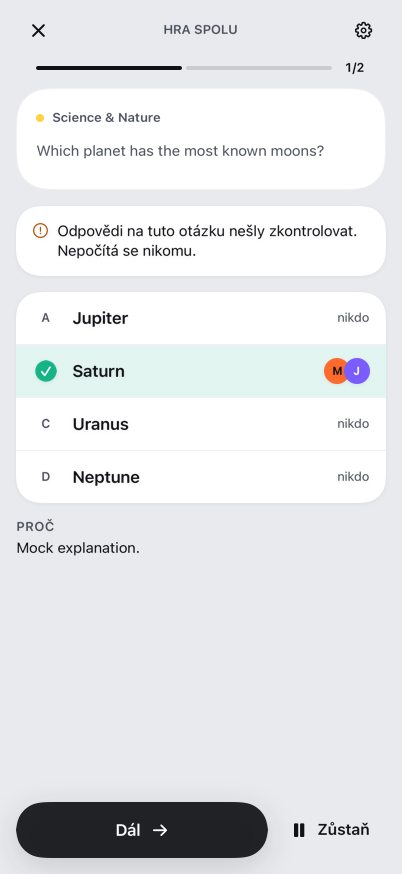 HRA SPOLU
1/2
Science & Nature
Which planet has the most known moons?
Odpovědi na tuto otázku nešly zkontrolovat.
Nepočítá se nikomu.
A Jupiter nikdo
Saturn M J
C Uranus nikdo
D Neptune nikdo
PROČ
Mock explanation.
Dál → Zůstaň